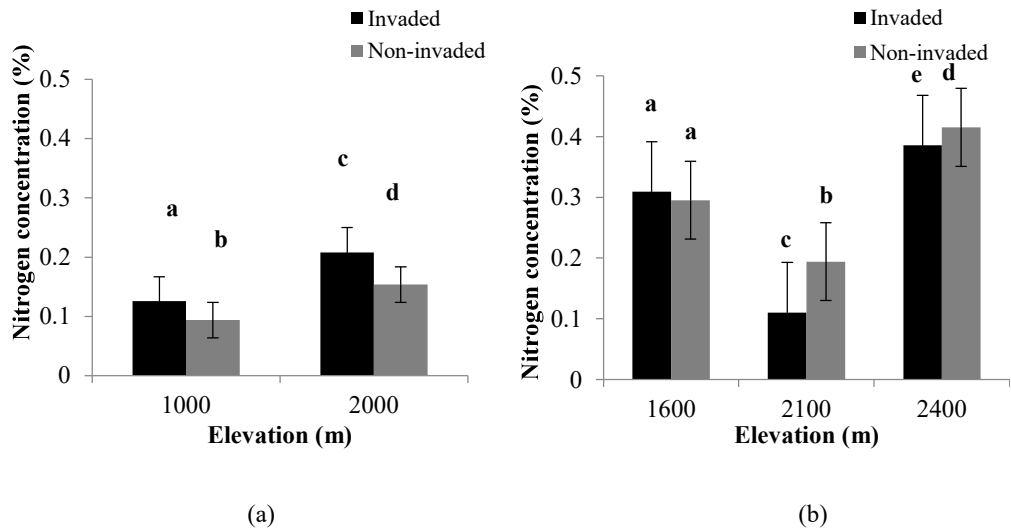 Invaded
Non-invaded
Nitrogen concentration (%)
0.5
0.4
0.3
0.2
0.1
0
a
b
c
d
1000
2000
Elevation (m)
(a)
Invaded
Non-invaded
Nitrogen concentration (%)
0.5
0.4
0.3
0.2
0.1
0
a
a
c
b
e
d
1600
2100
2400
Elevation (m)
(b)